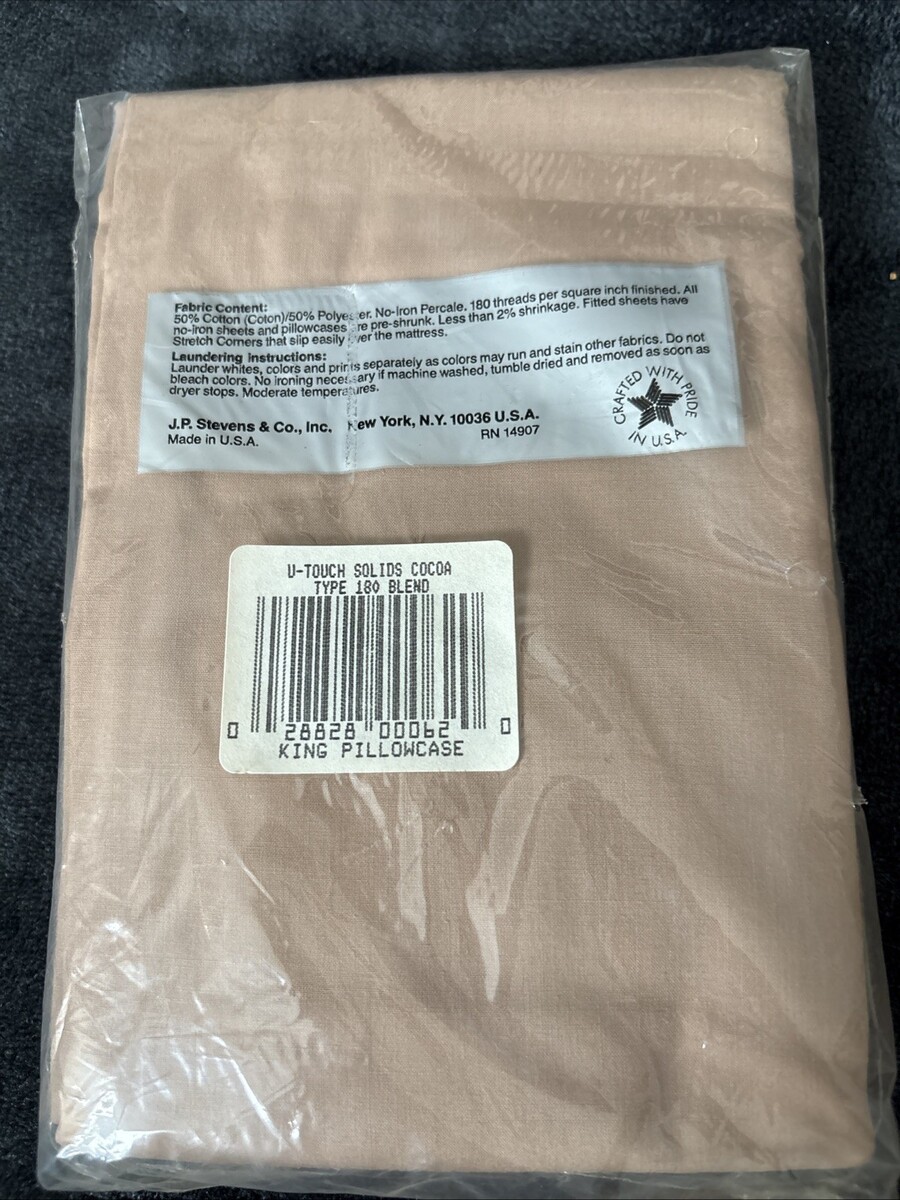 Fabric Content:
50% Cotton (Coton)/50% Polyester. No-Iron Percale. 180 threads per square inch finished. All
no-iron sheets and pillowcases are pre-shrunk. Less than 2% shrinkage. Fitted sheets have
Stretch Corners that slip easily over the mattress.
Laundering Instructions:
Launder whites, colors and prints separately as colors may run and stain other fabrics. Do not
bleach colors. No ironing necessary if machine washed, tumble dried and removed as soon as
dryer stops. Moderate temperatures.
J.P. Stevens & Co., Inc. New York, N.Y. 10036 U.S.A.
Made in U.S.A. RN 14907
CRAFTED WITH PRIDE
IN U.S.A.
U-TOUCH SOLIDS COCOA
TYPE 180 BLEND
0 28828 00062 0
KING PILLOWCASE